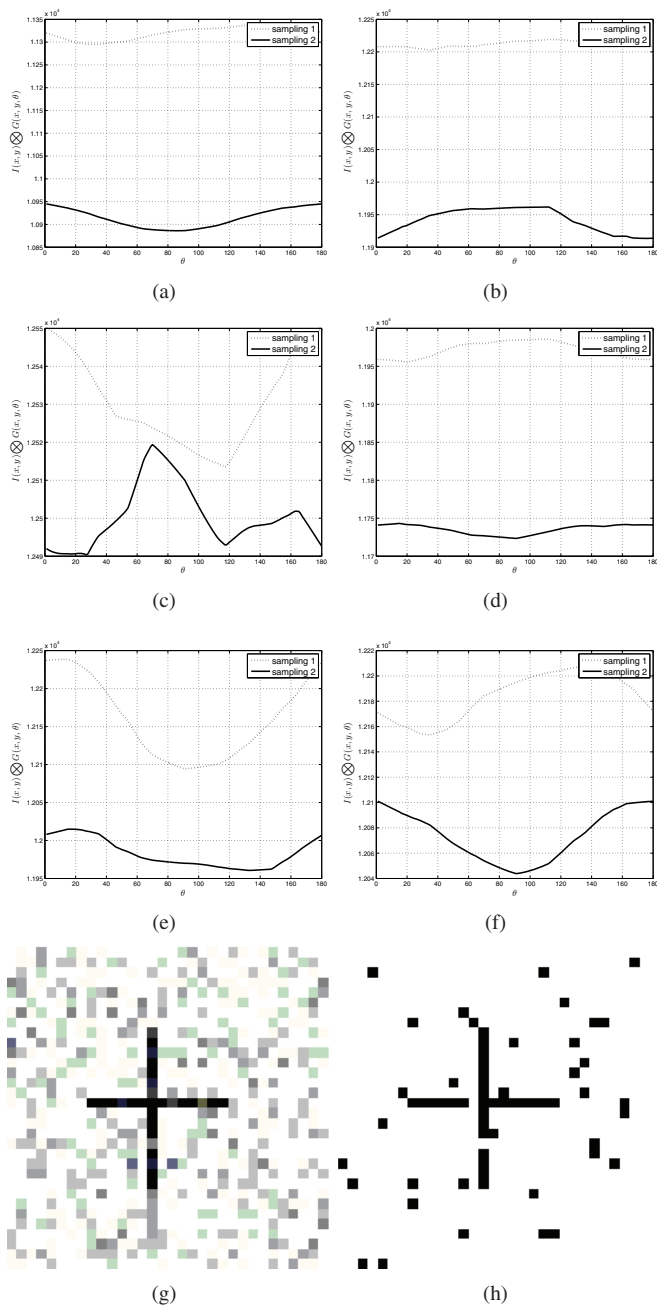 x 10⁴
1.135
1.13
1.125
1.12
1.115
1.11
1.105
1.1
1.095
1.09
1.085
I(x, y) ⊗ G(x, y, θ)
sampling 1
sampling 2
0 20 40 60 80 100 120 140 160 180
θ
(a)
x 10⁴
1.225
1.22
1.215
1.21
1.205
1.2
1.195
1.19
I(x, y) ⊗ G(x, y, θ)
sampling 1
sampling 2
0 20 40 60 80 100 120 140 160 180
θ
(b)
x 10⁴
1.255
1.254
1.253
1.252
1.251
1.25
1.249
I(x, y) ⊗ G(x, y, θ)
sampling 1
sampling 2
0 20 40 60 80 100 120 140 160 180
θ
(c)
x 10⁴
1.2
1.195
1.19
1.185
1.18
1.175
1.17
I(x, y) ⊗ G(x, y, θ)
sampling 1
sampling 2
0 20 40 60 80 100 120 140 160 180
θ
(d)
x 10⁴
1.225
1.22
1.215
1.21
1.205
1.2
1.195
I(x, y) ⊗ G(x, y, θ)
sampling 1
sampling 2
0 20 40 60 80 100 120 140 160 180
θ
(e)
x 10⁴
1.222
1.22
1.218
1.216
1.214
1.212
1.21
1.208
1.206
1.204
I(x, y) ⊗ G(x, y, θ)
sampling 1
sampling 2
0 20 40 60 80 100 120 140 160 180
θ
(f)
(g)
(h)